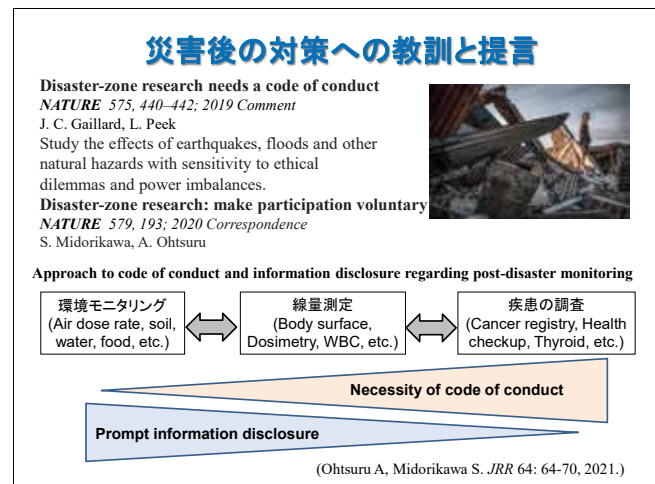 災害後の対策への教訓と提言
Disaster-zone research needs a code of conduct
NATURE 575, 440–442; 2019 Comment
J. C. Gaillard, L. Peek
Study the effects of earthquakes, floods and other
natural hazards with sensitivity to ethical
dilemmas and power imbalances.
Disaster-zone research: make participation voluntary
NATURE 579, 193; 2020 Correspondence
S. Midorikawa, A. Ohtsuru
Approach to code of conduct and information disclosure regarding post-disaster monitoring
環境モニタリング
(Air dose rate, soil,
water, food, etc.)
線量測定
(Body surface,
Dosimetry, WBC, etc.)
疾患の調査
(Cancer registry, Health
checkup, Thyroid, etc.)
Necessity of code of conduct
Prompt information disclosure
(Ohtsuru A, Midorikawa S. JRR 64: 64-70, 2021.)